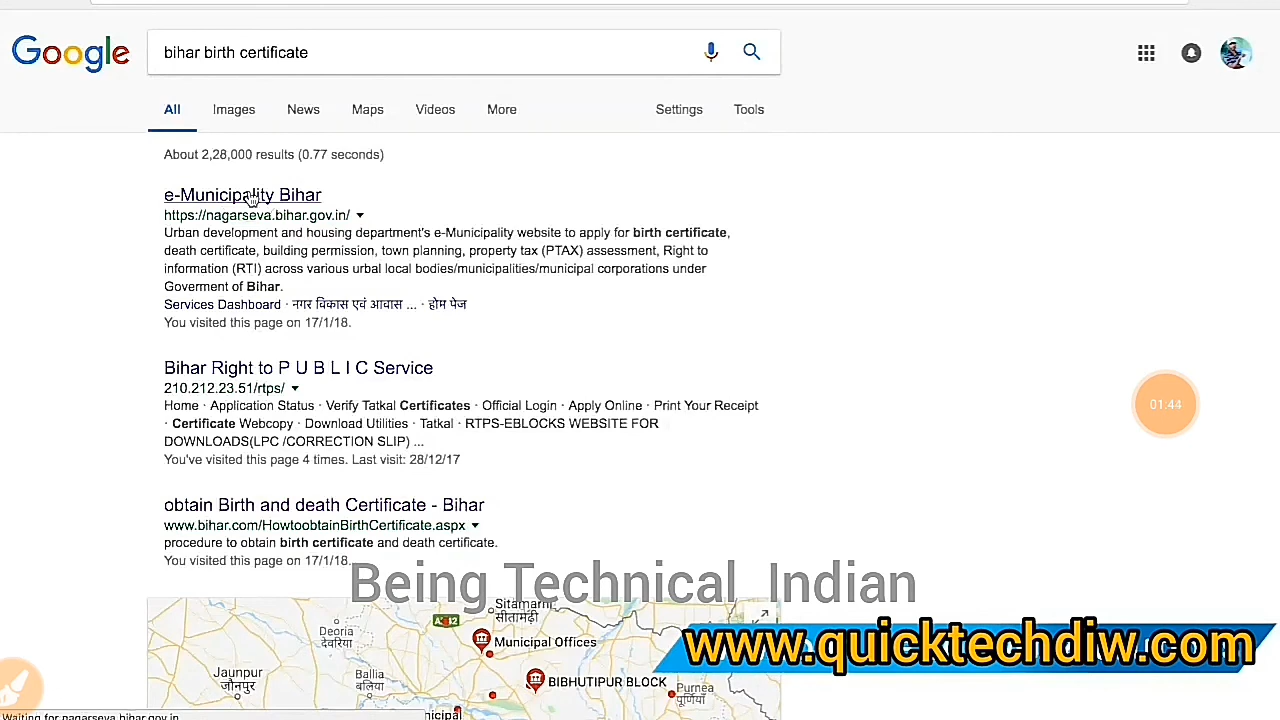 Google
bihar birth certificate
All Images News Maps Videos More Settings Tools
About 2,28,000 results (0.77 seconds)
e-Municipality Bihar
https://nagarseva.bihar.gov.in/
Urban development and housing department's e-Municipality website to apply for birth certificate,
death certificate, building permission, town planning, property tax (PTAX) assessment, Right to
information (RTI) across various urbal local bodies/municipalities/municipal corporations under
Goverment of Bihar.
Services Dashboard · नगर विकास एवं आवास ... · होम पेज
You visited this page on 17/1/18.
Bihar Right to P U B L I C Service
210.212.23.51/rtps/
Home · Application Status · Verify Tatkal Certificates · Official Login · Apply Online · Print Your Receipt
· Certificate Webcopy · Download Utilities · Tatkal · RTPS-EBLOCKS WEBSITE FOR
DOWNLOADS(LPC /CORRECTION SLIP) ...
You've visited this page 4 times. Last visit: 28/12/17
01:44
obtain Birth and death Certificate - Bihar
www.bihar.com/HowtoobtainBirthCertificate.aspx
procedure to obtain birth certificate and death certificate.
You visited this page on 17/1/18.
Being Technical Indian
Sitamarhi
सीतामढ़ी
Deoria
देवरिया
Municipal Offices
www.quicktechdiw.com
Jaunpur
जौनपुर
Ballia
बलिया
BIBHUTIPUR BLOCK
Purnea
पूर्णियाँ
Waiting for nagarseva.bihar.gov.in